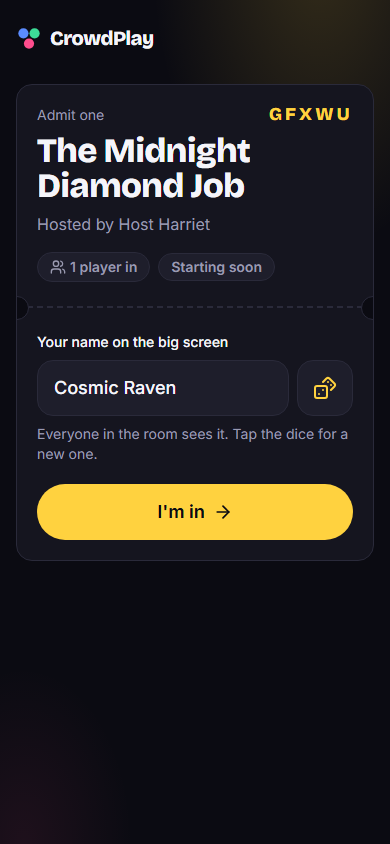 CrowdPlay
Admit one
GFXWU
The Midnight
Diamond Job
Hosted by Host Harriet
1 player in
Starting soon
Your name on the big screen
Cosmic Raven
Everyone in the room sees it. Tap the dice for a
new one.
I'm in